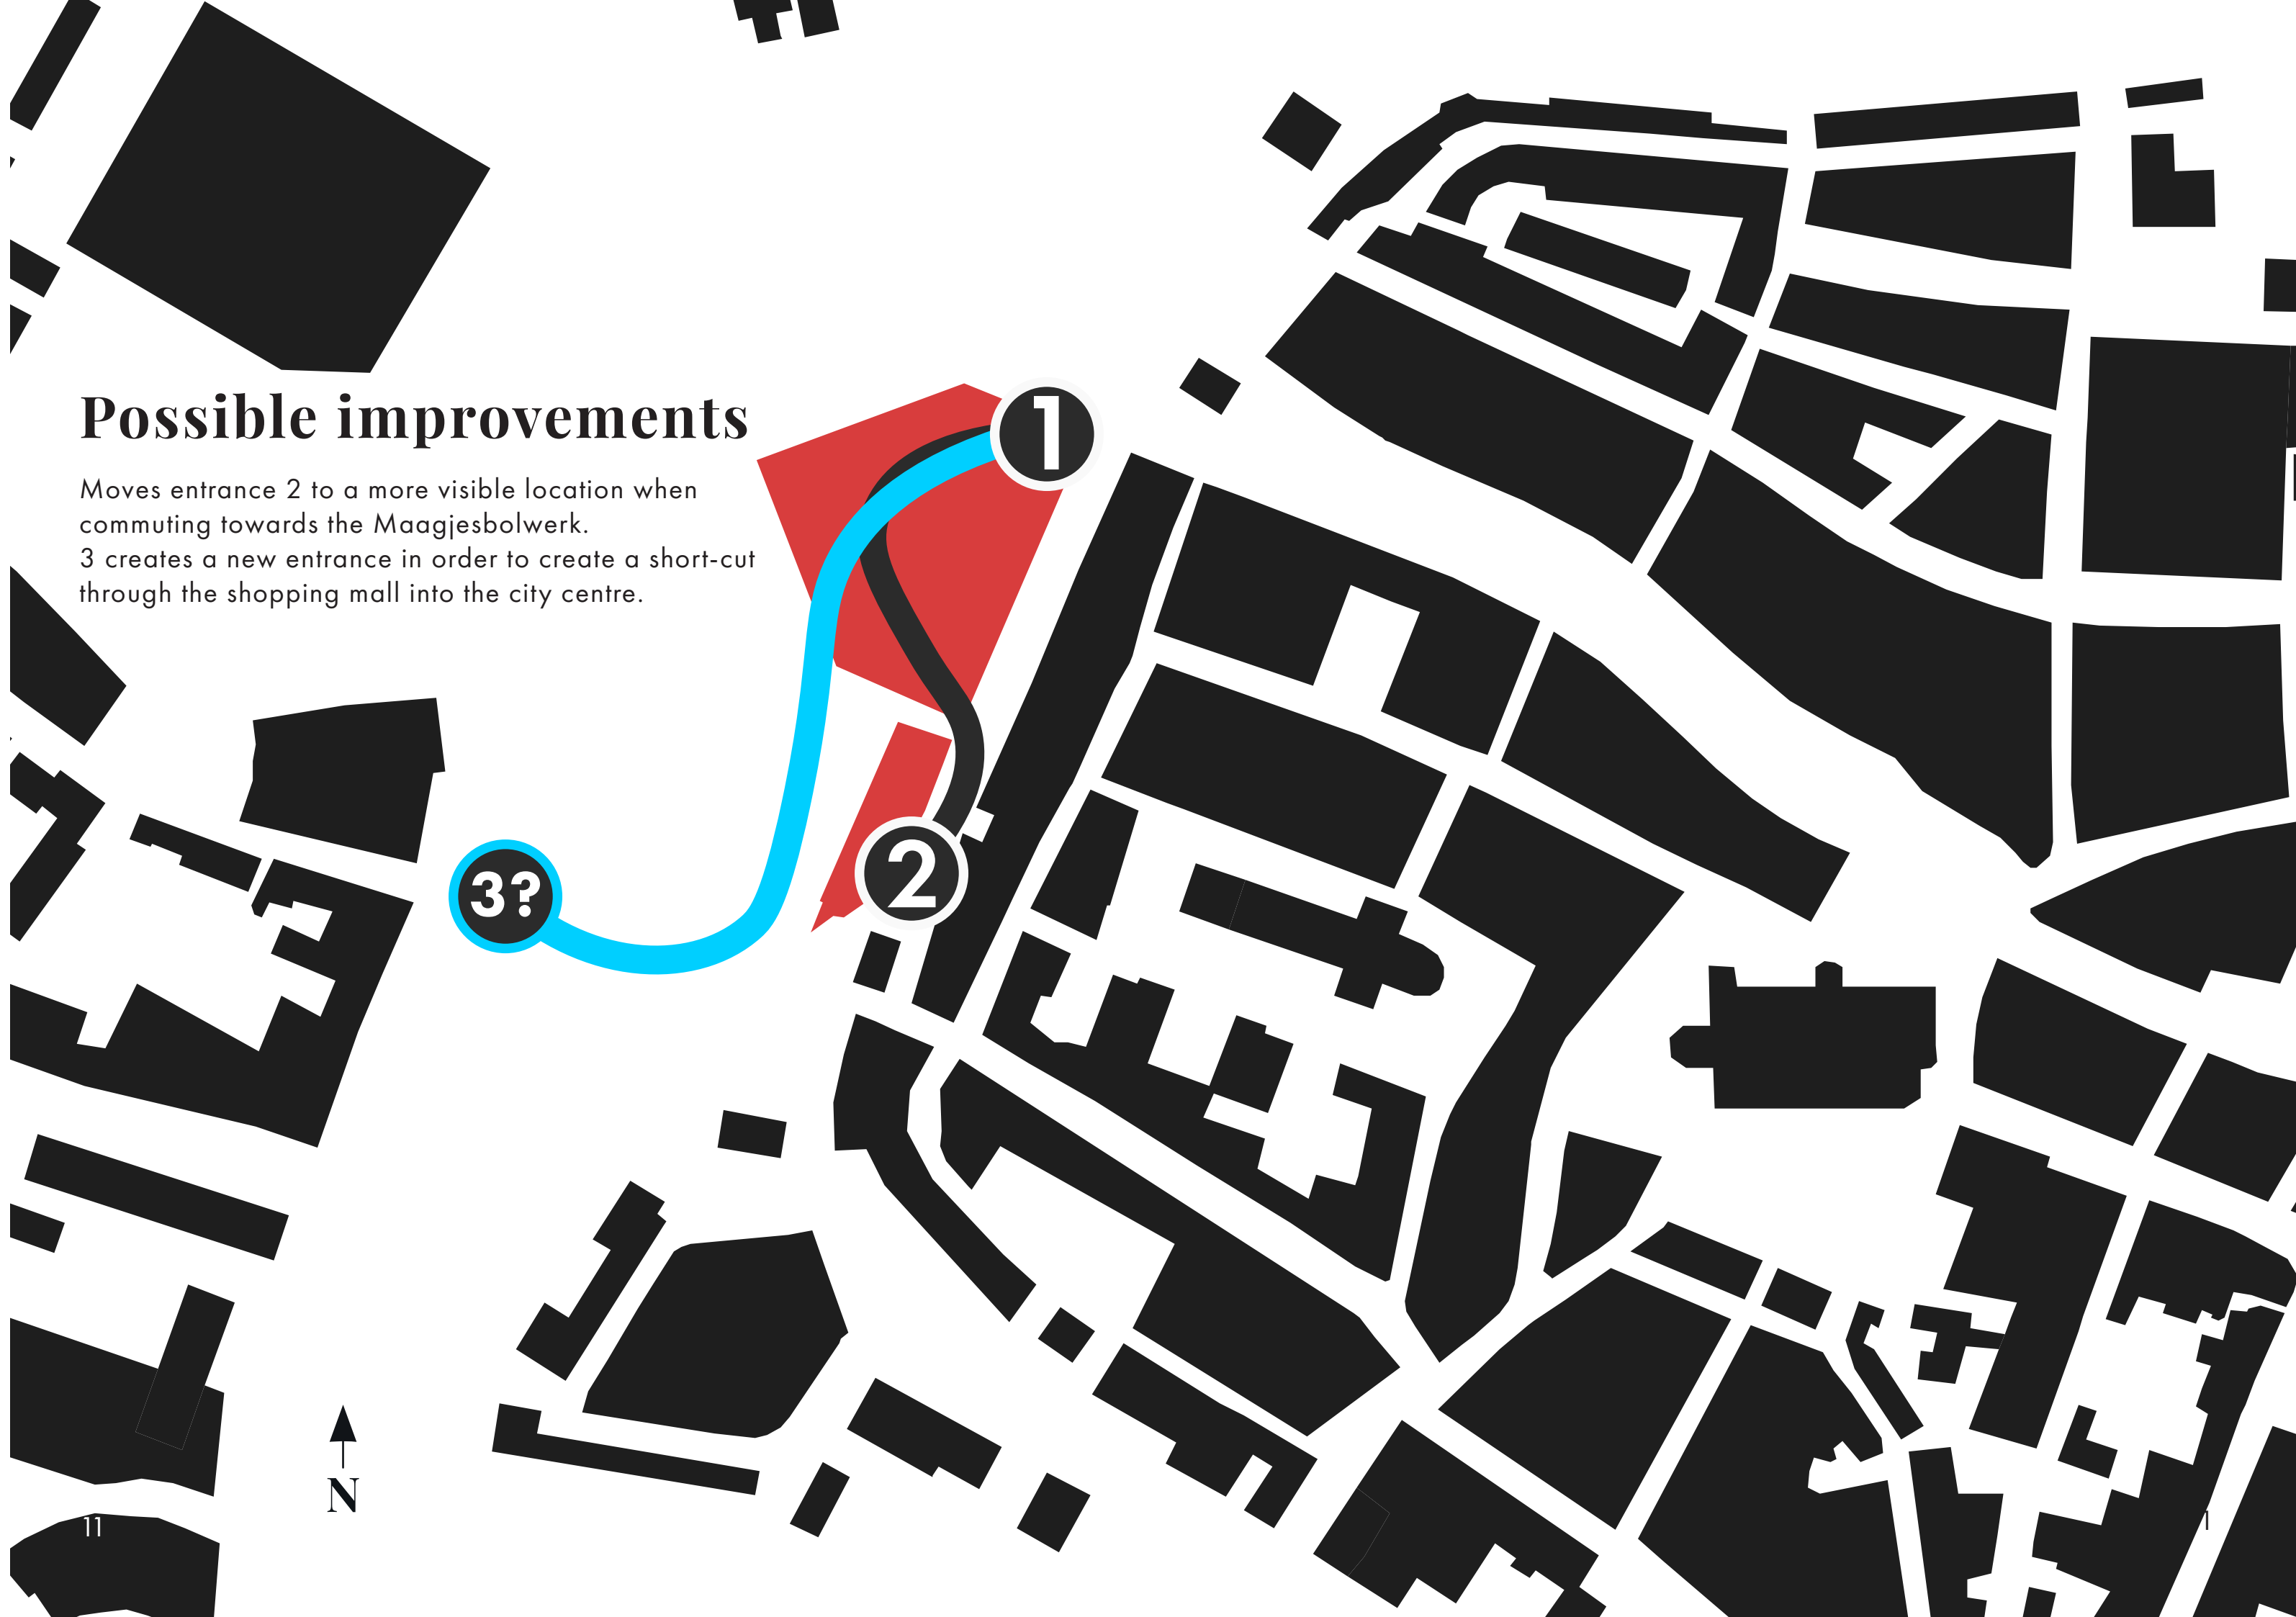 Possible improvements
Moves entrance 2 to a more visible location when
commuting towards the Maagjesbolwerk.
3 creates a new entrance in order to create a short-cut
through the shopping mall into the city centre.
1
2
3?
N
11
1